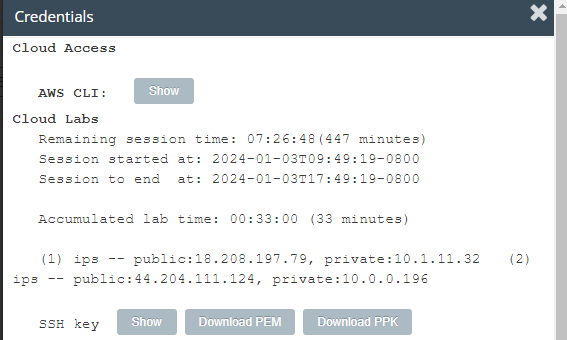 Credentials
Cloud Access
AWS CLI: Show
Cloud Labs
Remaining session time: 07:26:48(447 minutes)
Session started at: 2024-01-03T09:49:19-0800
Session to end at: 2024-01-03T17:49:19-0800
Accumulated lab time: 00:33:00 (33 minutes)
(1) ips -- public:18.208.197.79, private:10.1.11.32 (2)
ips -- public:44.204.111.124, private:10.0.0.196
SSH key Show Download PEM Download PPK